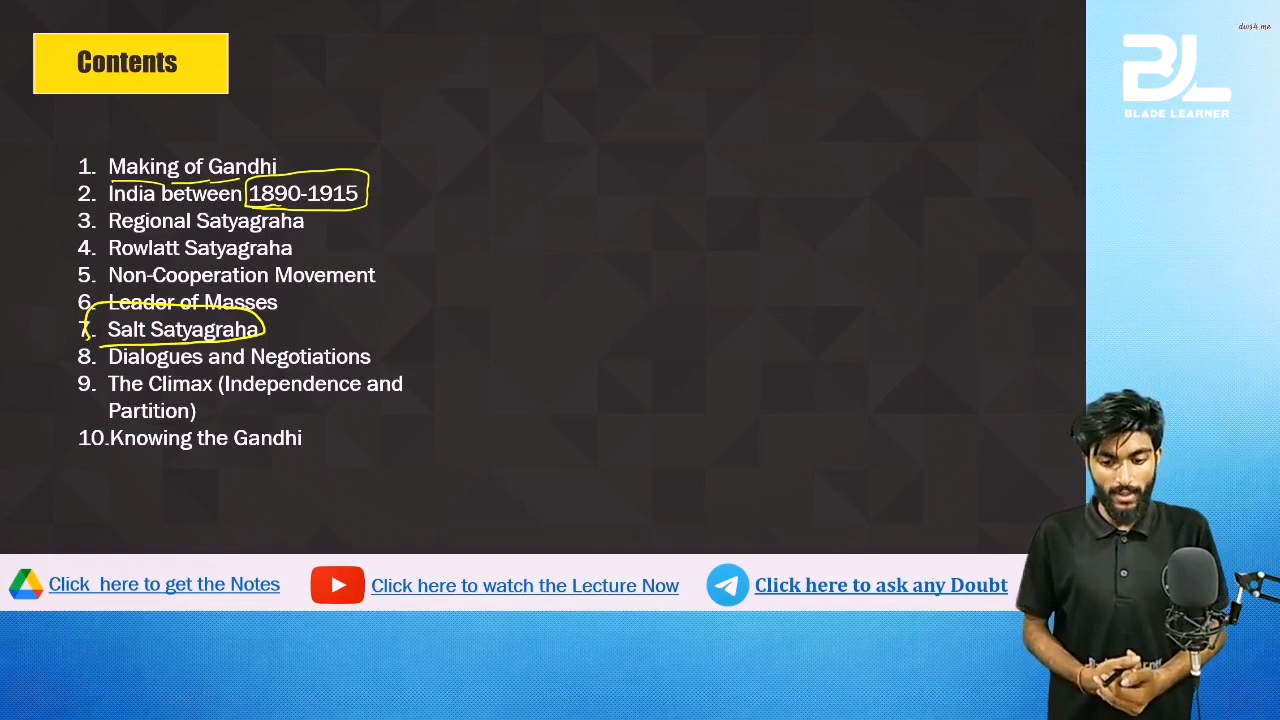 dws4.me
Contents
BL
BLADE LEARNER
1. Making of Gandhi
2. India between 1890-1915
3. Regional Satyagraha
4. Rowlatt Satyagraha
5. Non-Cooperation Movement
6. Leader of Masses
7. Salt Satyagraha
8. Dialogues and Negotiations
9. The Climax (Independence and
Partition)
10.Knowing the Gandhi
Click here to get the Notes
Click here to watch the Lecture Now
Click here to ask any Doubt